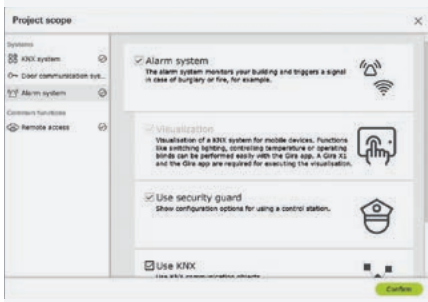 Project scope
Systems
KNX system
Door communication sys...
Alarm system
Common functions
Remote access
Alarm system
The alarm system monitors your building and triggers a signal
in case of burglary or fire, for example.
Visualization
Visualisation of a KNX system for mobile devices. Functions
like switching lighting, controlling temperature or operating
blinds can be performed easily with the Gira app. A Gira X1
and the Gira app are required for executing the visualisation.
Use security guard
Show configuration options for using a control station.
Use KNX
Use KNX communication objects
Confirm